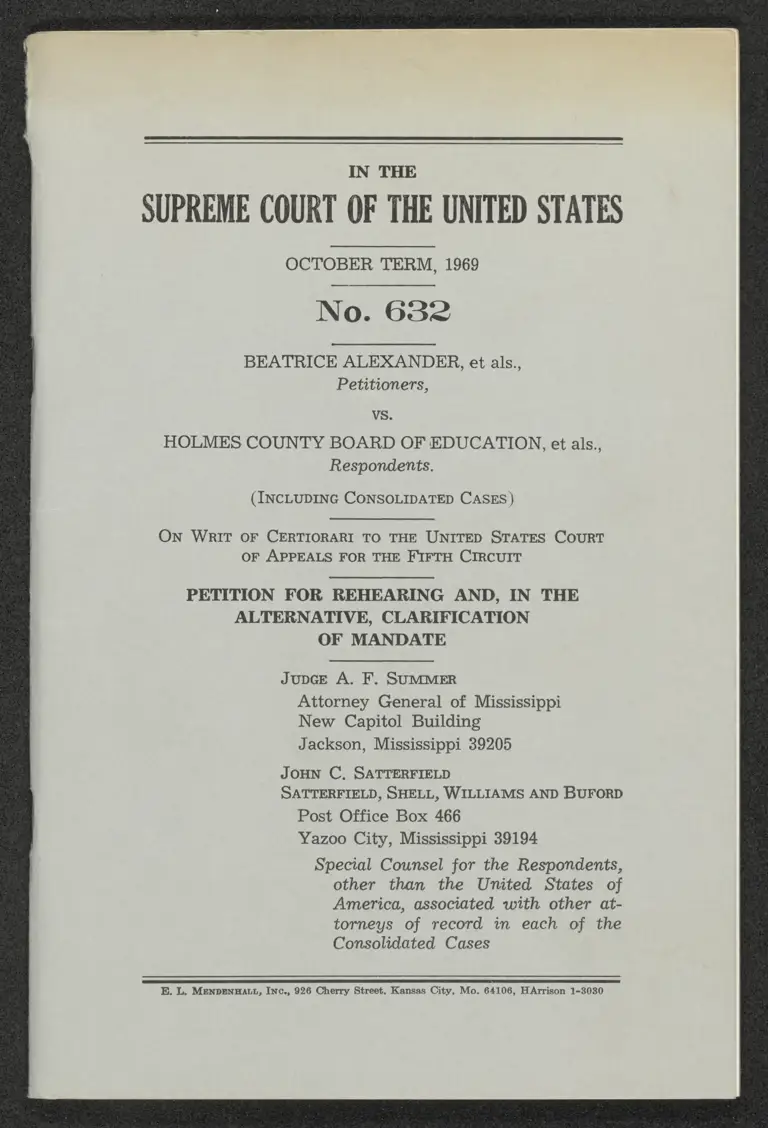 IN THE
SUPREME COURT OF THE UNITED STATES
OCTOBER TERM, 1969
No. 632
BEATRICE ALEXANDER, et als.,
Petitioners,
vs.
HOLMES COUNTY BOARD OF EDUCATION, et als.,
Respondents.
(INCLUDING CONSOLIDATED CASES)
ON WRIT OF CERTIORARI TO THE UNITED STATES COURT
OF APPEALS FOR THE FIFTH CIRCUIT
PETITION FOR REHEARING AND, IN THE
ALTERNATIVE, CLARIFICATION
OF MANDATE
JUDGE A. F. SUMMER
Attorney General of Mississippi
New Capitol Building
Jackson, Mississippi 39205
JOHN C. SATTERFIELD
SATTERFIELD, SHELL, WILLIAMS AND BUFORD
Post Office Box 466
Yazoo City, Mississippi 39194
Special Counsel for the Respondents,
other than the United States of
America, associated with other at-
torneys of record in each of the
Consolidated Cases
E. L. MENDENHALL, INC., 926 Cherry Street, Kansas City, Mo. 64106, HArrison 1-3030